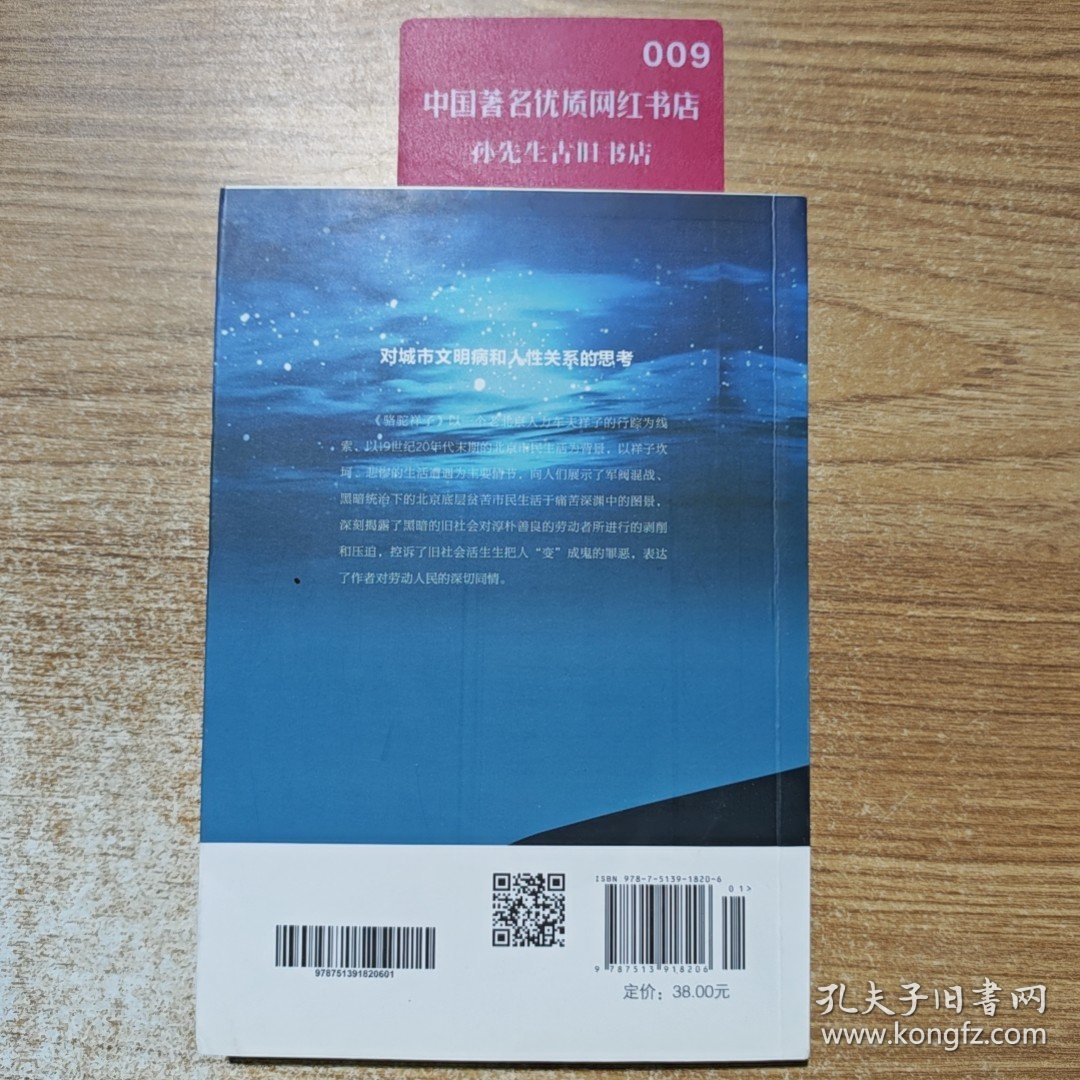 009
中国著名优质网红书店
孙先生古旧书店
对城市文明病和人性关系的思考
《骆驼祥子》以一个老北京人力车夫祥子的行踪为线
索，以19世纪20年代末期的北京市民生活为背景，以祥子坎
坷、悲惨的生活遭遇为主要情节，向人们展示了军阀混战、
黑暗统治下的北京底层贫苦市民生活于痛苦深渊中的图景，
深刻揭露了黑暗的旧社会对淳朴善良的劳动者所进行的剥削
和压迫，控诉了旧社会活生生把人“变”成鬼的罪恶，表达
了作者对劳动人民的深切同情。
ISBN 978-7-5139-1820-6
01>
9 787513 918206
978751391820601
定价：38.00元
孔夫子旧書网
www.kongfz.com